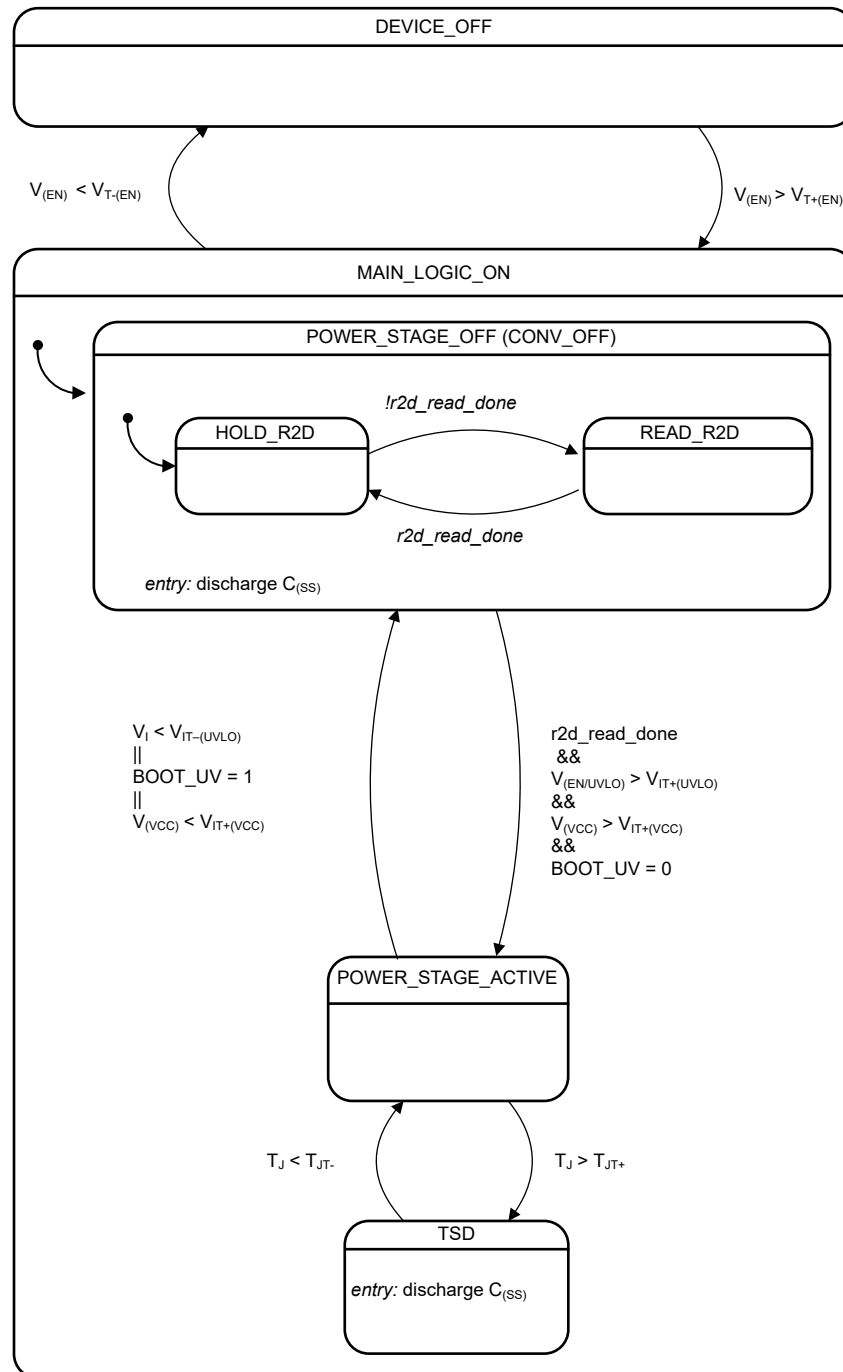 DEVICE_OFF
V(EN) < VT-(EN)
V(EN) > VT+(EN)
MAIN_LOGIC_ON
POWER_STAGE_OFF (CONV_OFF)
!r2d_read_done
HOLD_R2D
READ_R2D
r2d_read_done
entry: discharge C(SS)
VI < VIT–(UVLO)
||
BOOT_UV = 1
||
V(VCC) < VIT+(VCC)
r2d_read_done
&&
V(EN/UVLO) > VIT+(UVLO)
&&
V(VCC) > VIT+(VCC)
&&
BOOT_UV = 0
POWER_STAGE_ACTIVE
TJ < TJT-
TJ > TJT+
TSD
entry: discharge C(SS)